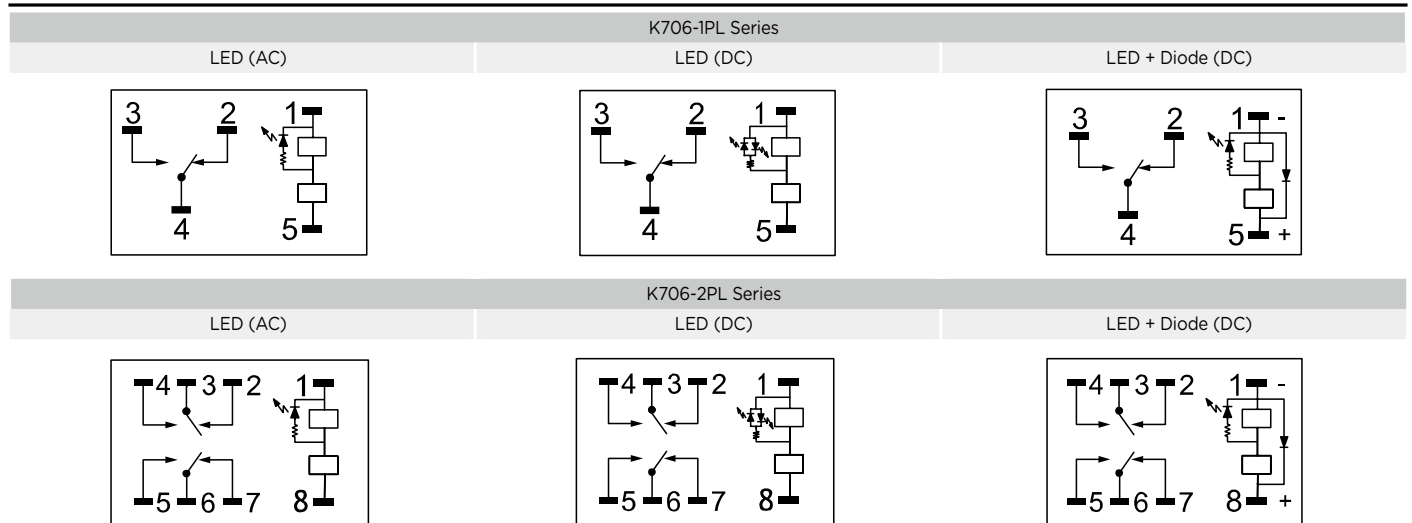 K706-1PL Series
LED (AC)
LED (DC)
LED + Diode (DC)
3 2 1
4 5
3 2 1
4 5
3 2 1 -
4 5 +
K706-2PL Series
LED (AC)
LED (DC)
LED + Diode (DC)
4 3 2 1
5 6 7 8
4 3 2 1
5 6 7 8
4 3 2 1 -
5 6 7 8 +